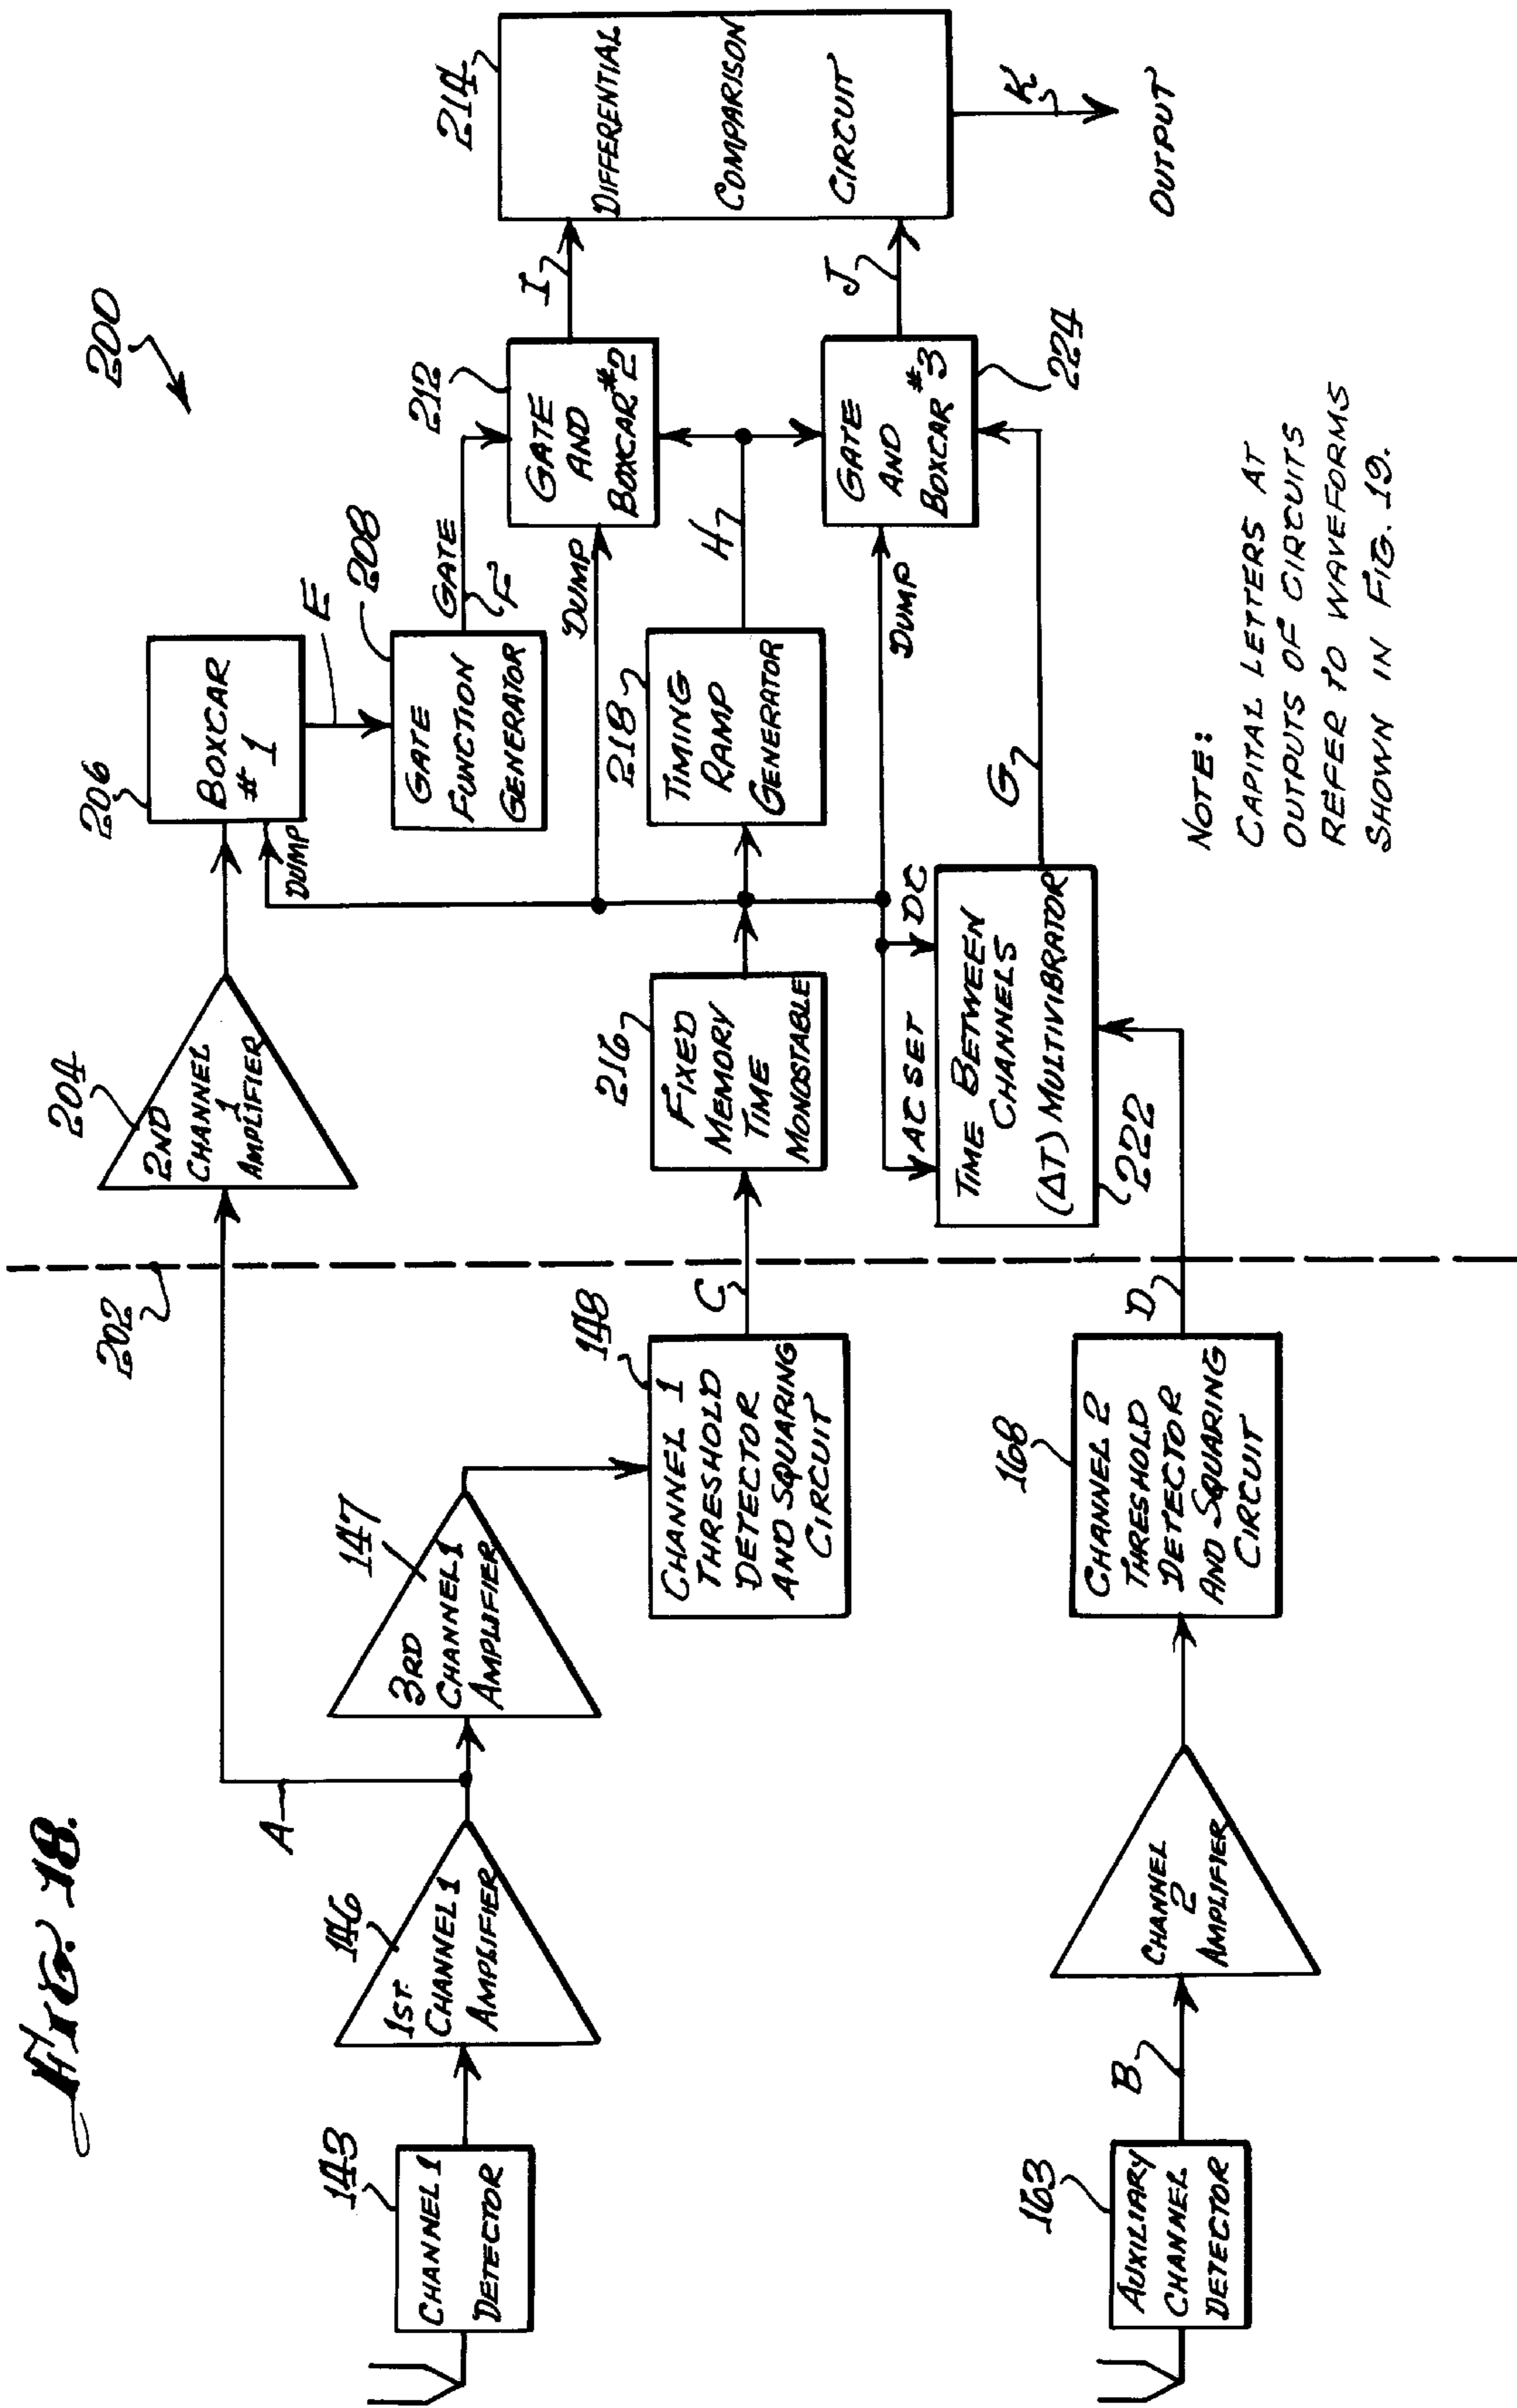 FIG. 18.
200
202
143
CHANNEL 1
DETECTOR
146
1ST.
CHANNEL 1
AMPLIFIER
A
147
3RD
CHANNEL 1
AMPLIFIER
148
CHANNEL 1
THRESHOLD
DETECTOR
AND SQUARING
CIRCUIT
C
163
AUXILIARY
CHANNEL
DETECTOR
B
CHANNEL
2
AMPLIFIER
168
CHANNEL 2
THRESHOLD
DETECTOR
AND SQUARING
CIRCUIT
D
204
2ND
CHANNEL
1
AMPLIFIER
206
BOXCAR
# 1
DUMP
E
208
GATE
FUNCTION
GENERATOR
GATE
F
212
GATE
AND
BOXCAR #2
DUMP
I
216
FIXED
MEMORY
TIME
MONOSTABLE
218
TIMING
RAMP
GENERATOR
H
AC SET
DC
TIME BETWEEN
CHANNELS
(ΔT) MULTIVIBRATOR
222
G
DUMP
GATE
AND
BOXCAR #3
224
J
214
DIFFERENTIAL
COMPARISON
CIRCUIT
K
OUTPUT
NOTE:
CAPITAL LETTERS AT
OUTPUTS OF CIRCUITS
REFER TO WAVEFORMS
SHOWN IN FIG. 19.